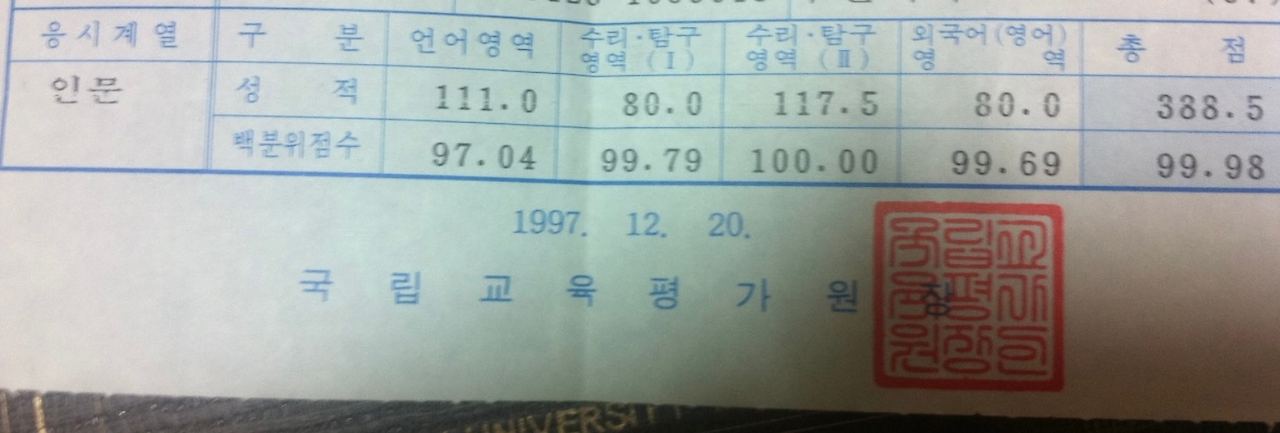 응시계열 구 분 언어영역 수리·탐구 영역 (Ⅰ) 수리·탐구 영역 (Ⅱ) 외국어(영어) 영 역 총 점
인문 성 적 111.0 80.0 117.5 80.0 388.5
백분위점수 97.04 99.79 100.00 99.69 99.98
1997. 12. 20.
국 립 교 육 평 가 원 장
UNIVERSIT